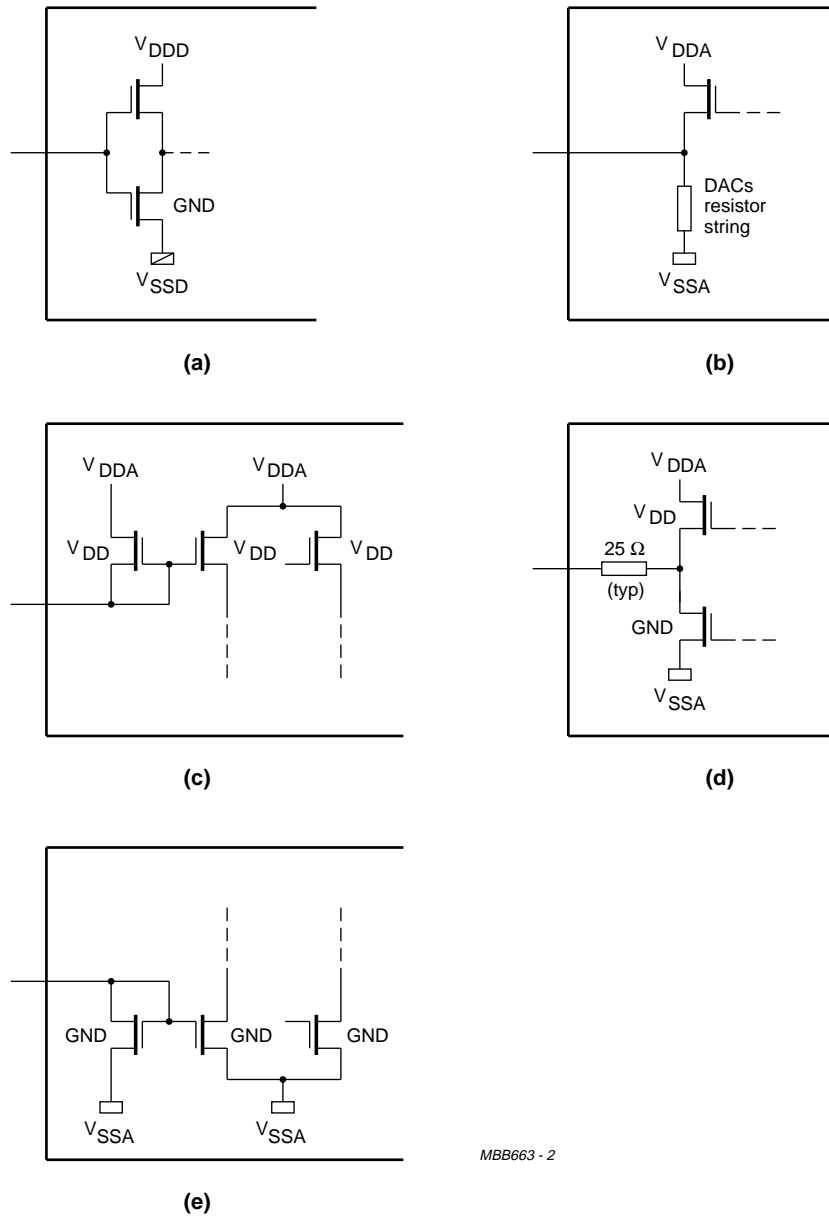 V DDD
GND
V SSD
(a)
V DDA
DACs
resistor
string
V SSA
(b)
V DDA
V DDA
V DD
V DD
V DD
(c)
V DDA
V DD
25 Ω
(typ)
GND
V SSA
(d)
GND
GND
GND
V SSA
V SSA
MBB663 - 2
(e)